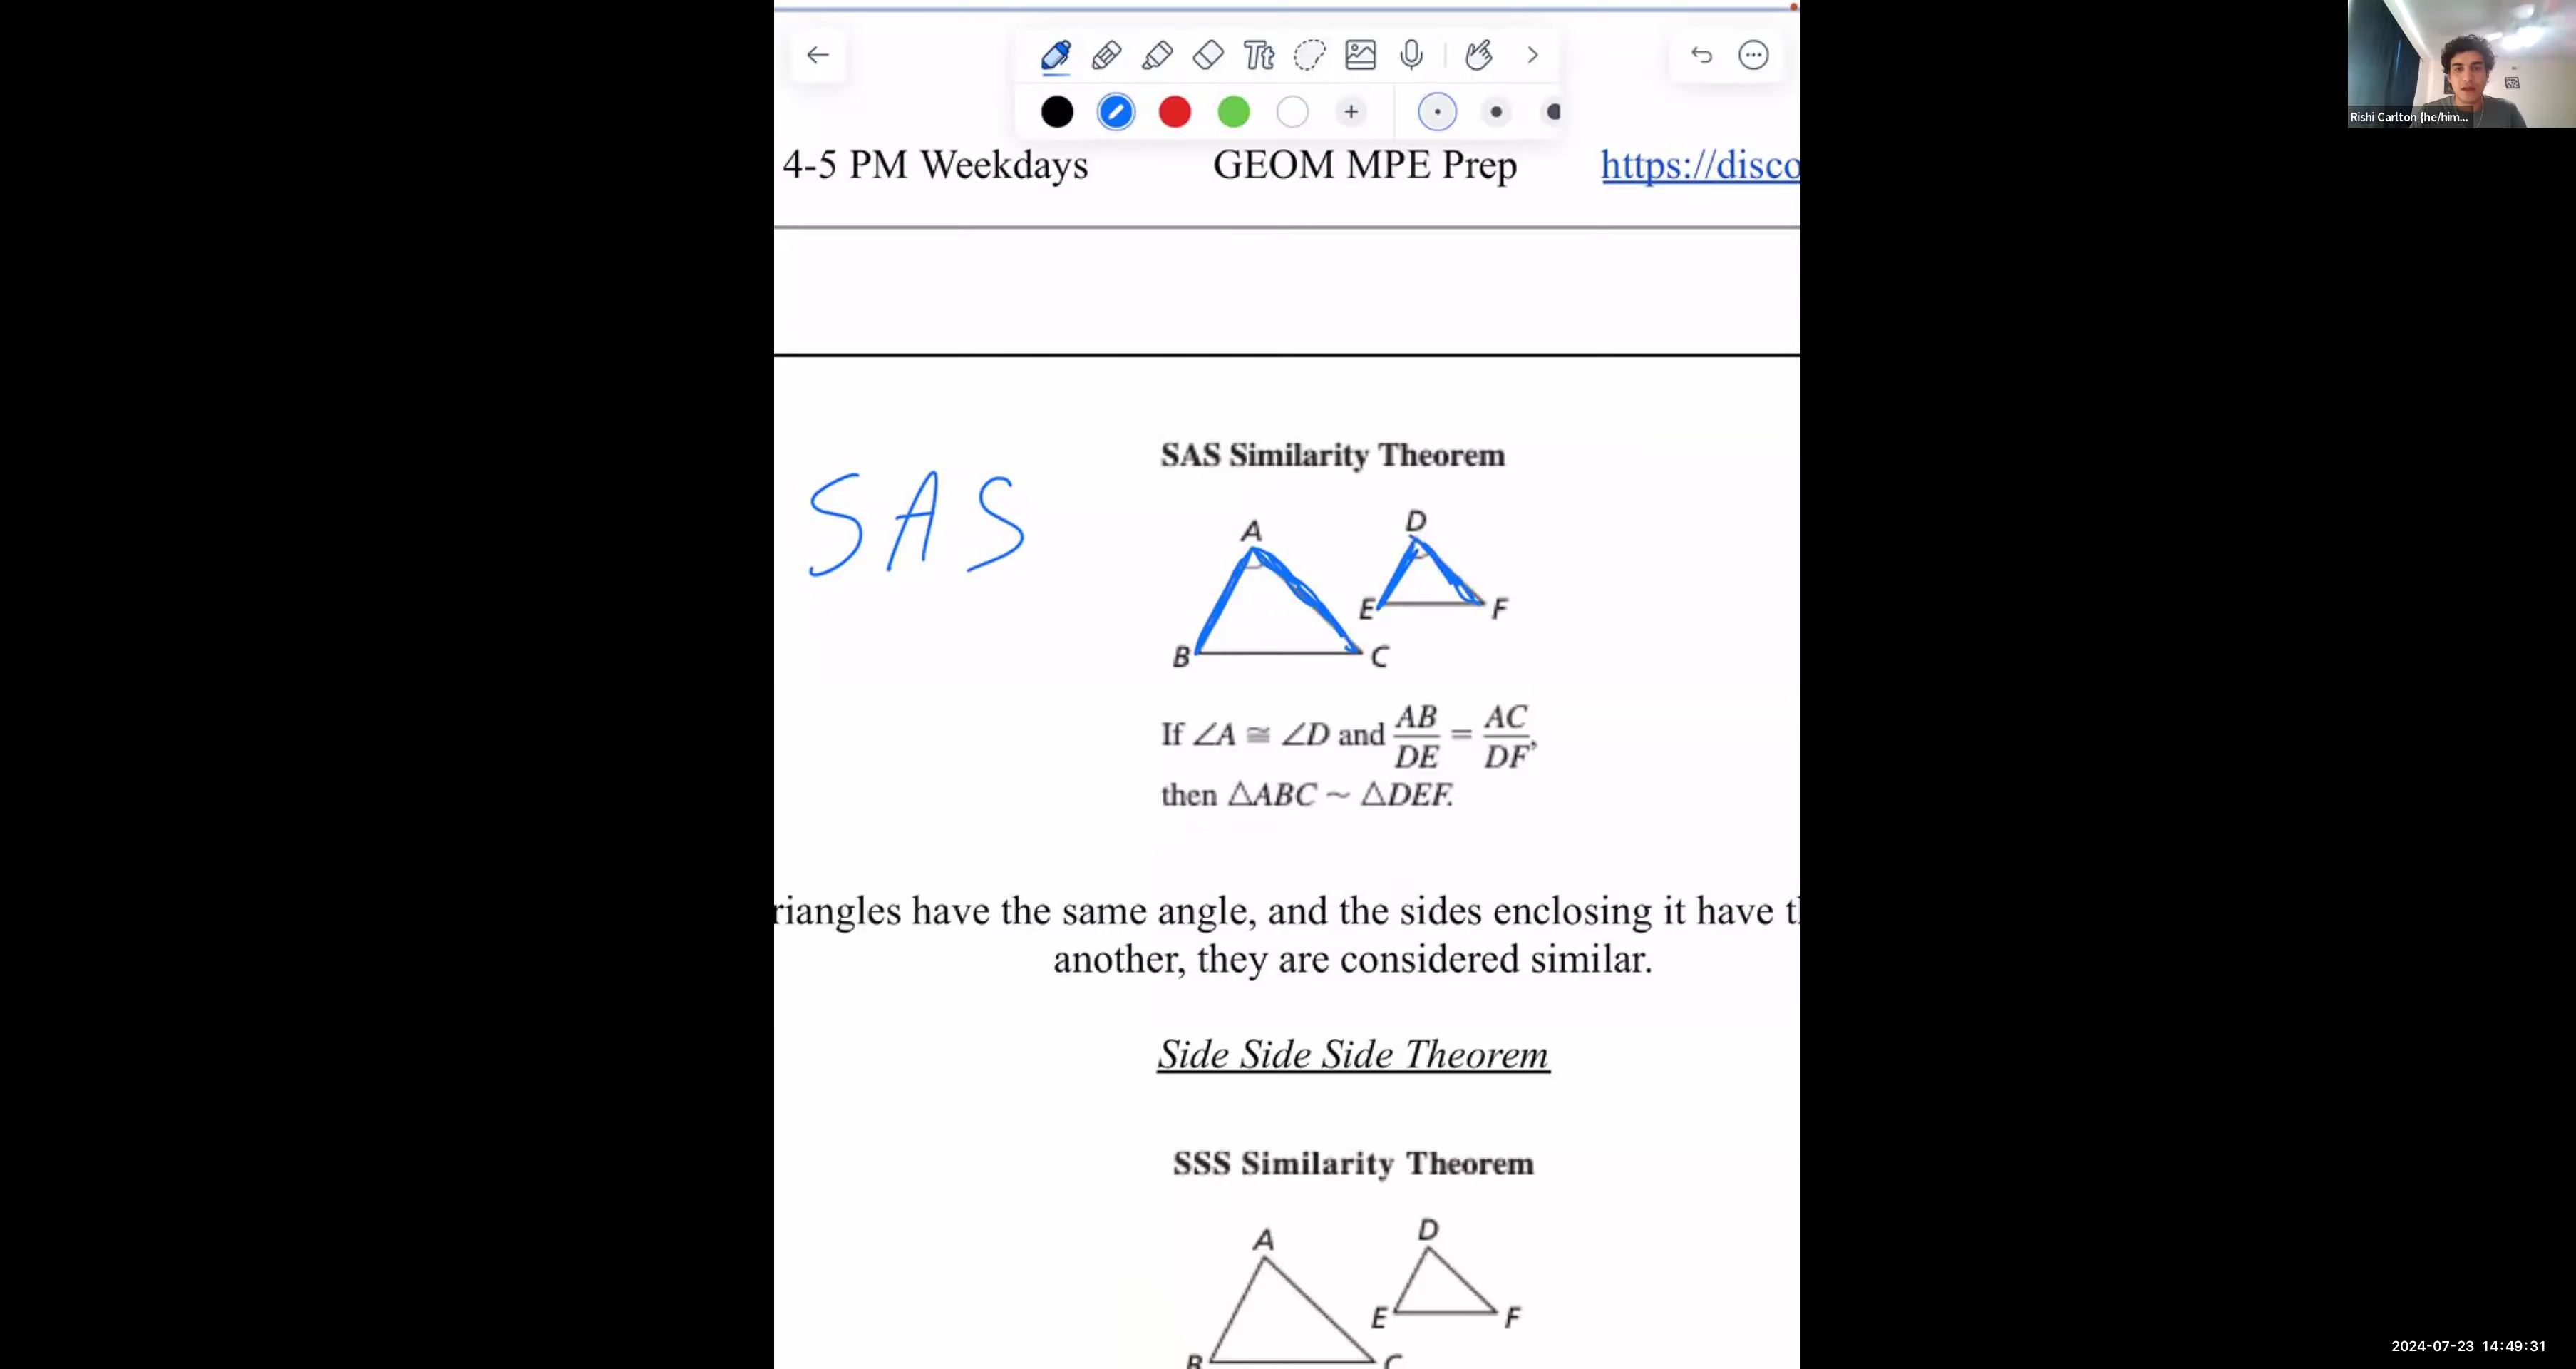 Rishi Carlton (he/him...
4-5 PM Weekdays GEOM MPE Prep https://disco
SAS Similarity Theorem
SAS
A D
E F
B C
If ∠A ≅ ∠D and AB/DE = AC/DF,
then △ABC ~ △DEF.
riangles have the same angle, and the sides enclosing it have t
another, they are considered similar.
Side Side Side Theorem
SSS Similarity Theorem
A D
E F
B C
2024-07-23 14:49:31